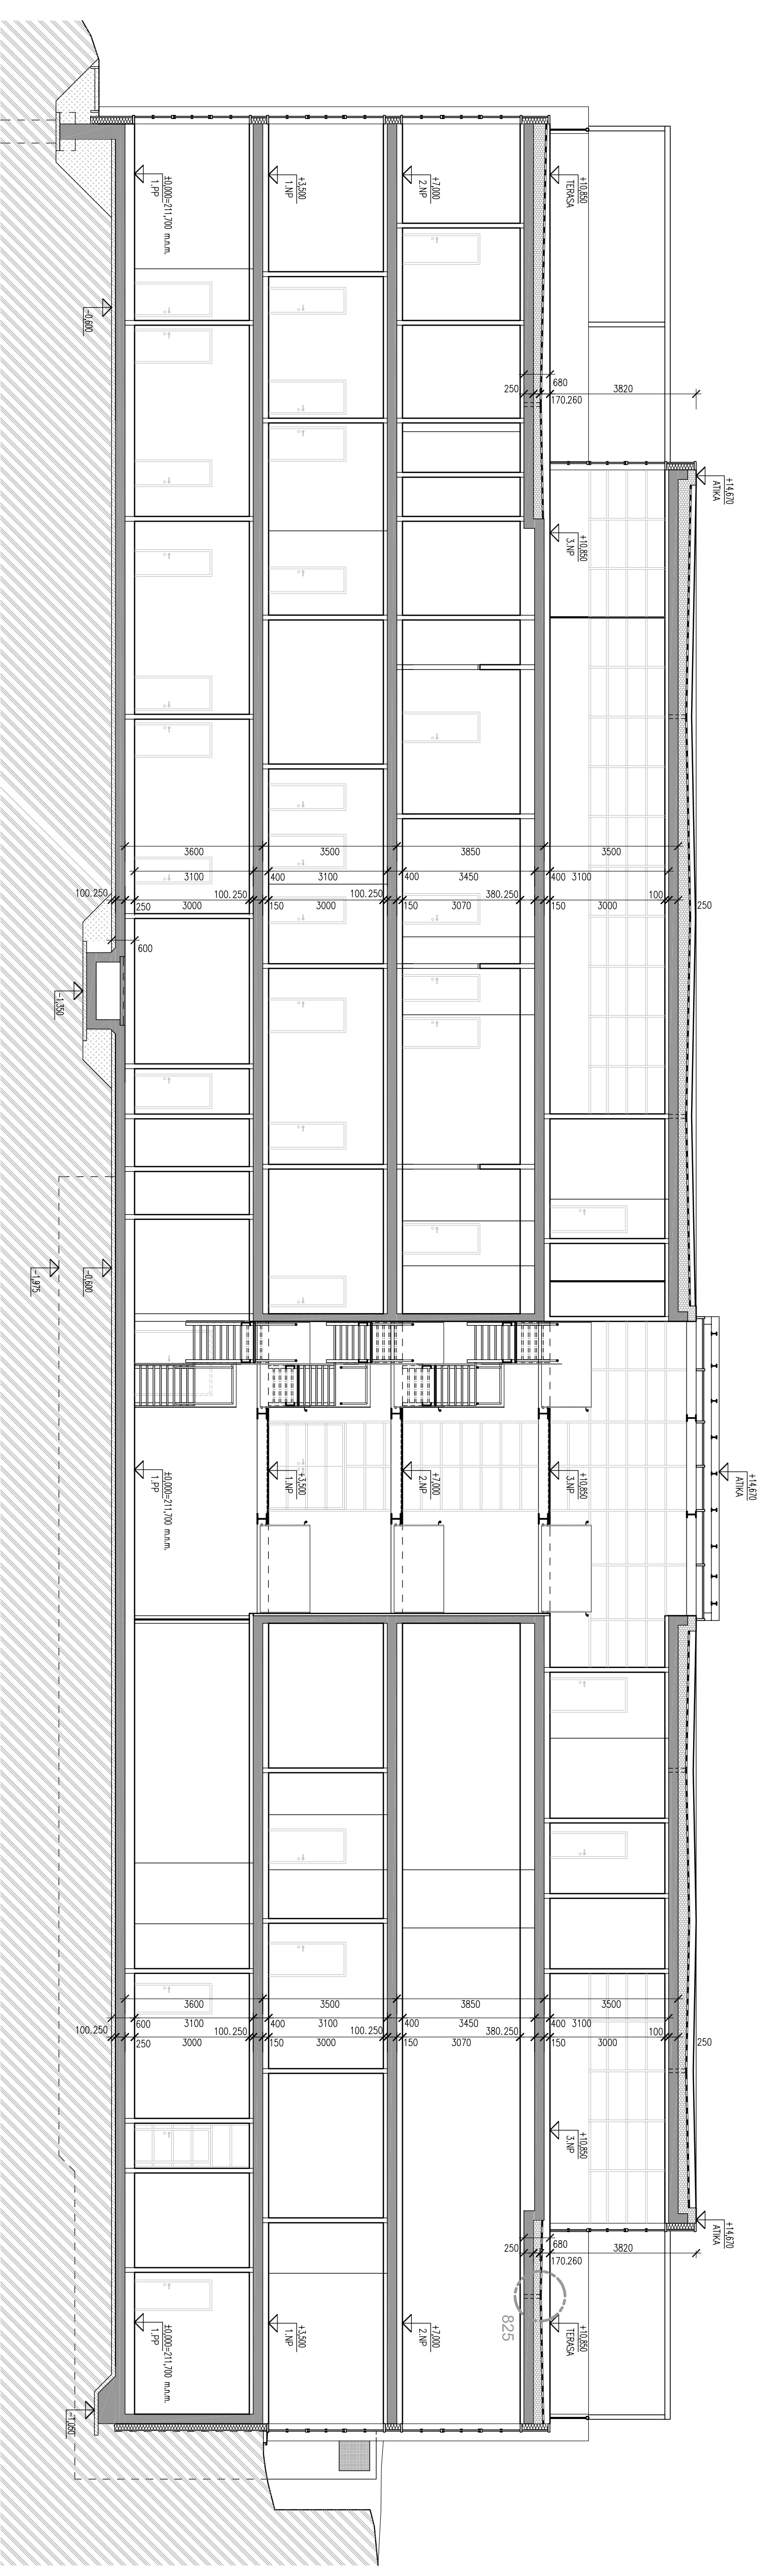 ±0,000=211,700 m.n.m.
1.PP
+3,500
1.NP
+7,000
2.NP
+10,850
TERASA
-0,600
680
3820
250
170.260
+14,670
ATIKA
+10,850
3.NP
3600 3500 3850 3500
3100 400 3100 400 3450 400 3100
100.250 250 3000 100.250 150 3000 100.250 150 3070 380.250 150 3000 100 250
600
-1,350
-1,975
-0,600
±0,000=211,700 m.n.m.
1.PP
+3,500
1.NP
+7,000
2.NP
+10,850
3.NP
+14,670
ATIKA
3600 3500 3850 3500
600 3100 400 3100 400 3450 400 3100
100.250 250 3000 100.250 150 3000 100.250 150 3070 380.250 150 3000 100 250
+10,850
3.NP
+14,670
ATIKA
680
3820
250
170.260
825
±0,000=211,700 m.n.m.
1.PP
+3,500
1.NP
+7,000
2.NP
+10,850
TERASA
-1,050